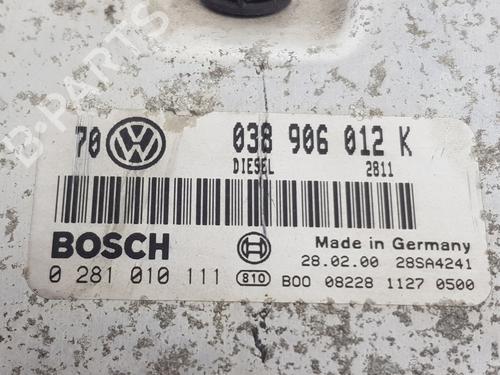 70 VW 038 906 012 K
DIESEL 2811
BOSCH
Made in Germany
28.02.00 28SA4241
0 281 010 111 810 B00 08228 1127 0500
B-PARTS